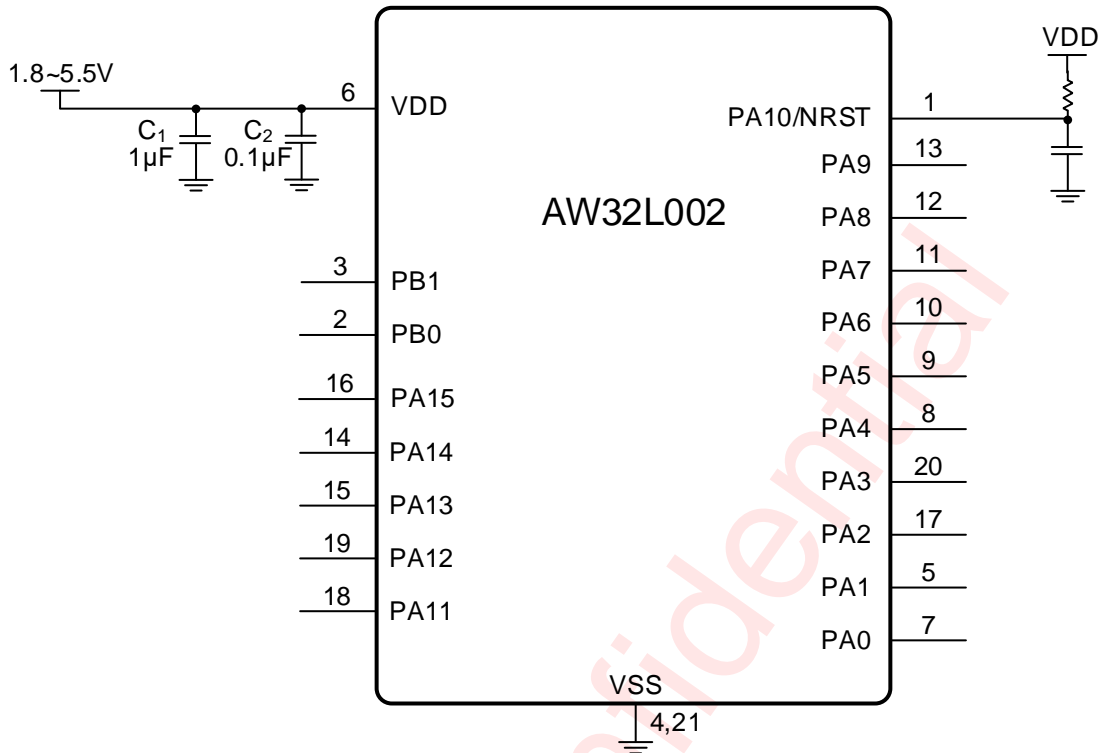 VDD
1.8~5.5V
6 VDD
PA10/NRST 1
C1
1µF
C2
0.1µF
PA9 13
AW32L002
PA8 12
3 PB1
PA7 11
2 PB0
PA6 10
PA5 9
16 PA15
PA4 8
14 PA14
PA3 20
15 PA13
PA2 17
19 PA12
PA1 5
18 PA11
PA0 7
VSS
4,21